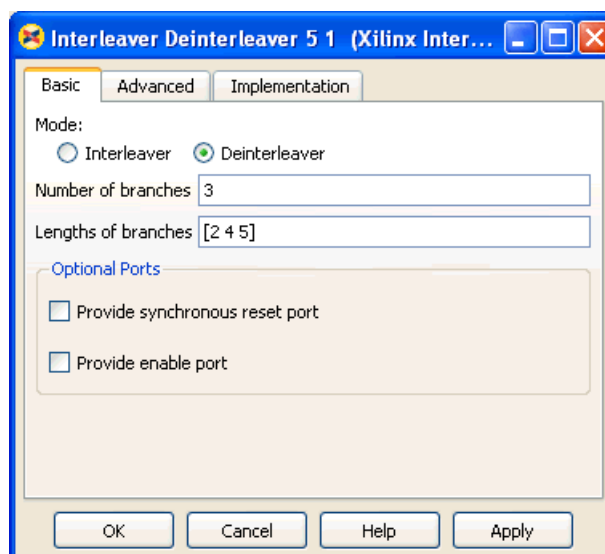 Interleaver Deinterleaver 5 1 (Xilinx Inter...
Basic Advanced Implementation
Mode:
Interleaver Deinterleaver
Number of branches 3
Lengths of branches [2 4 5]
Optional Ports
Provide synchronous reset port
Provide enable port
OK Cancel Help Apply